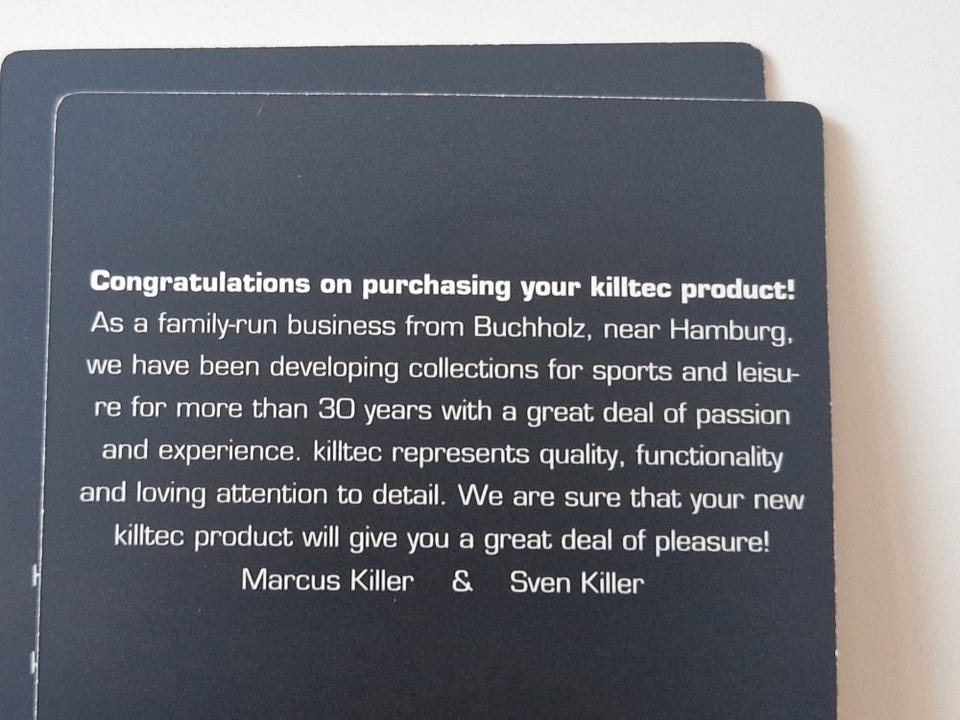 Congratulations on purchasing your killtec product!
As a family-run business from Buchholz, near Hamburg,
we have been developing collections for sports and leisu-
re for more than 30 years with a great deal of passion
and experience. killtec represents quality, functionality
and loving attention to detail. We are sure that your new
killtec product will give you a great deal of pleasure!
Marcus Killer & Sven Killer